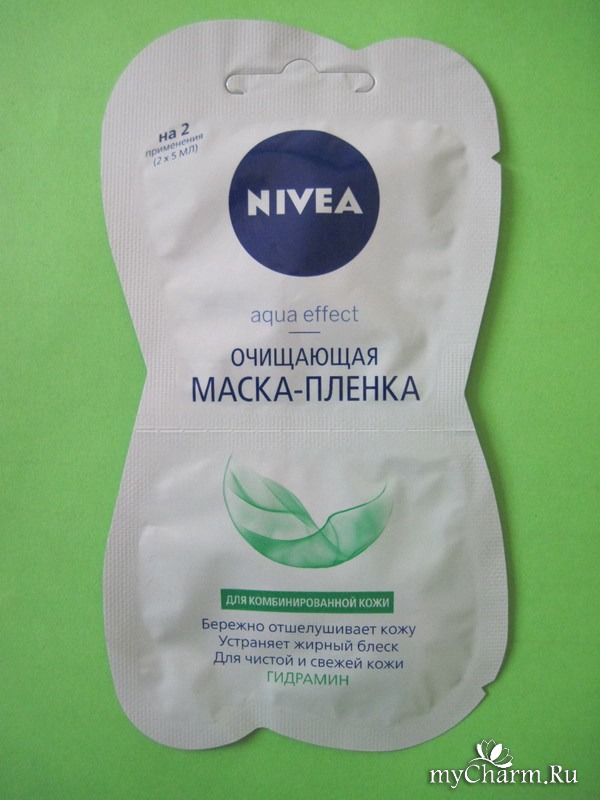 на 2
применения
(2 x 5 МЛ)
NIVEA
aqua effect
ОЧИЩАЮЩАЯ
МАСКА-ПЛЕНКА
ДЛЯ КОМБИНИРОВАННОЙ КОЖИ
Бережно отшелушивает кожу
Устраняет жирный блеск
Для чистой и свежей кожи
ГИДРАМИН
myCharm.Ru